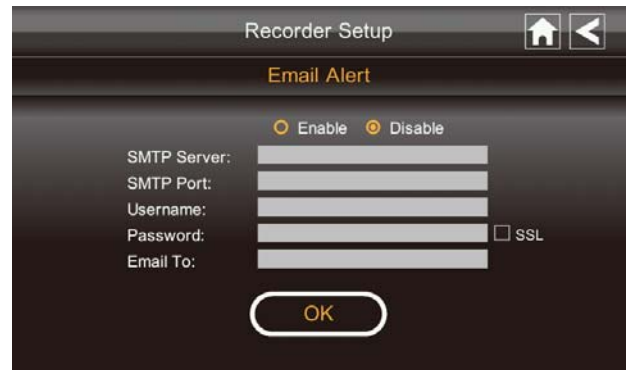 Recorder Setup
Email Alert
Enable Disable
SMTP Server:
SMTP Port:
Username:
Password: SSL
Email To:
OK